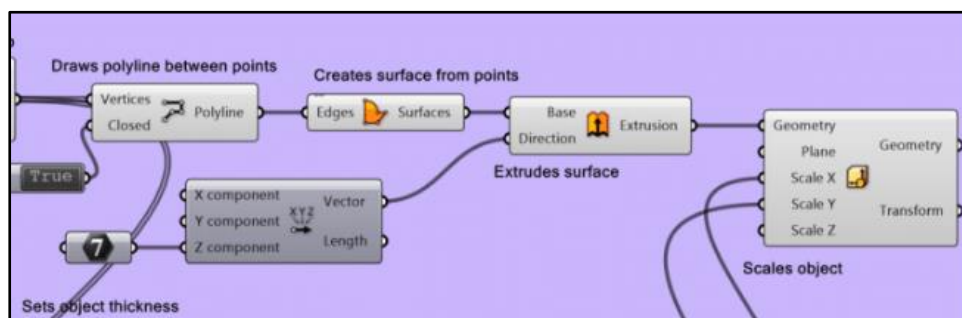 Draws polyline between points
Vertices
Closed
Polyline
True
Creates surface from points
Edges
Surfaces
Base
Direction
Extrusion
Extrudes surface
X component
Y component
Z component
Vector
Length
XYZ
7
Sets object thickness
Geometry
Plane
Scale X
Scale Y
Scale Z
Geometry
Transform
Scales object